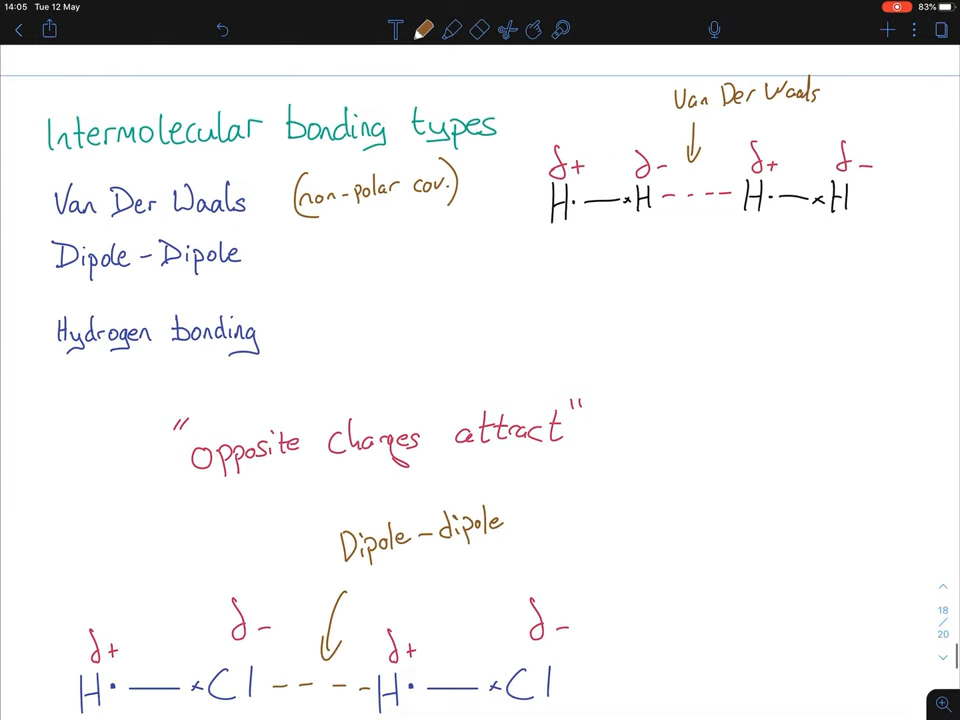 14:05 Tue 12 May
83%
Van Der Waals
Intermolecular bonding types
δ+ δ- δ+ δ-
H· —×H ---- H· —×H
Van Der Waals (non-polar cov.)
Dipole - Dipole
Hydrogen bonding
"Opposite charges attract"
Dipole - dipole
δ+ δ- δ+ δ-
H· —×Cl ---- H· —×Cl
18
/
20